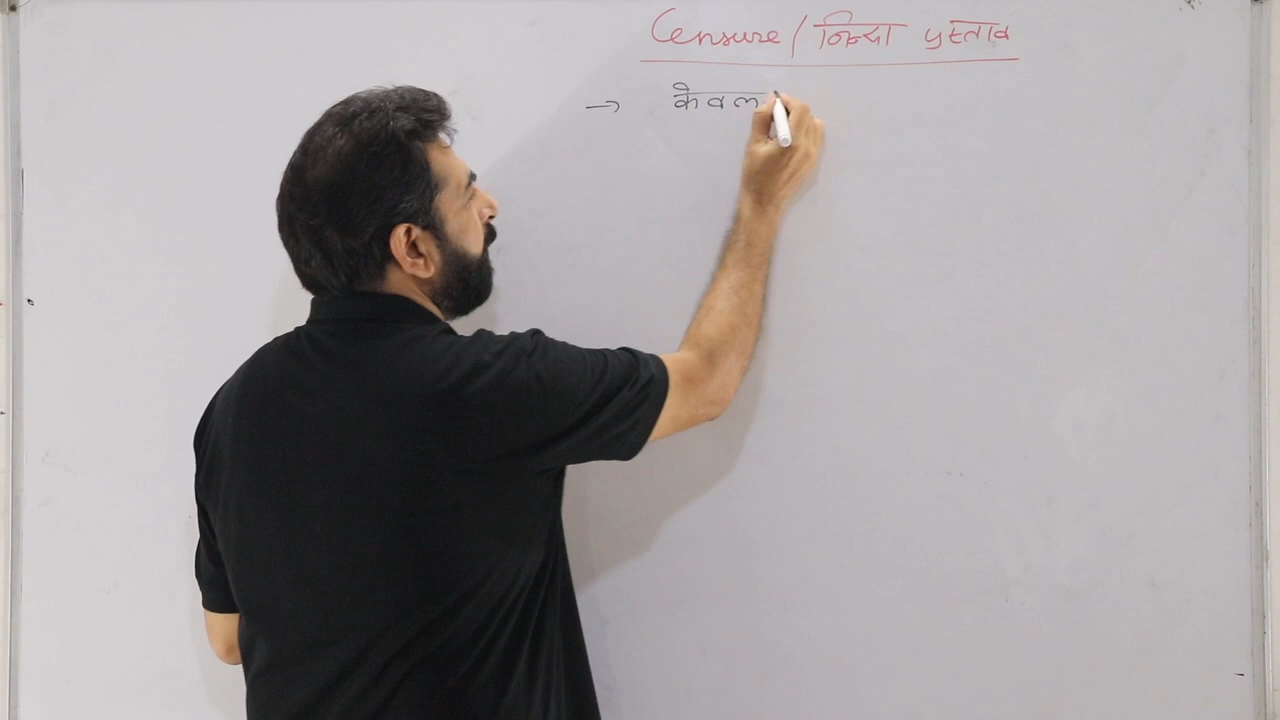 Censure / निन्दा प्रस्ताव
→ केवल